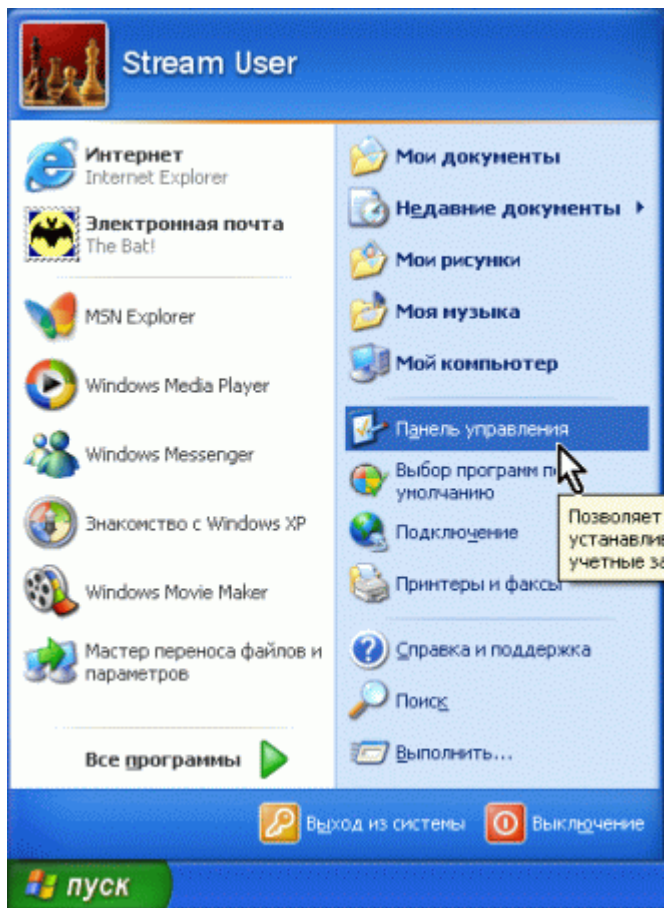 Stream User
Интернет
Internet Explorer
Электронная почта
The Bat!
MSN Explorer
Windows Media Player
Windows Messenger
Знакомство с Windows XP
Windows Movie Maker
Мастер переноса файлов и
параметров
Все программы
Мои документы
Недавние документы
Мои рисунки
Моя музыка
Мой компьютер
Панель управления
Выбор программ по
умолчанию
Подключение
Принтеры и факсы
Справка и поддержка
Поиск
Выполнить...
Позволяет
устанавлив
учетные за
Выход из системы
Выключение
пуск